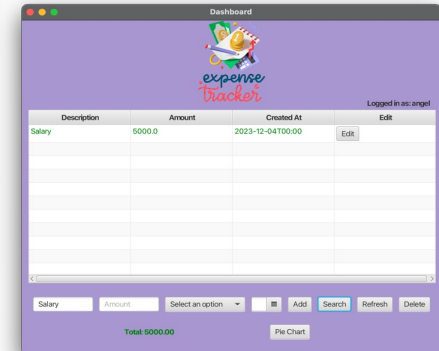 Dashboard
expense
Tracker
Logged in as: angel
Description Amount Created At Edit
Salary 5000.0 2023-12-04T00:00 Edit
Salary Amount Select an option Add Search Refresh Delete
Total: 5000.00 Pie Chart